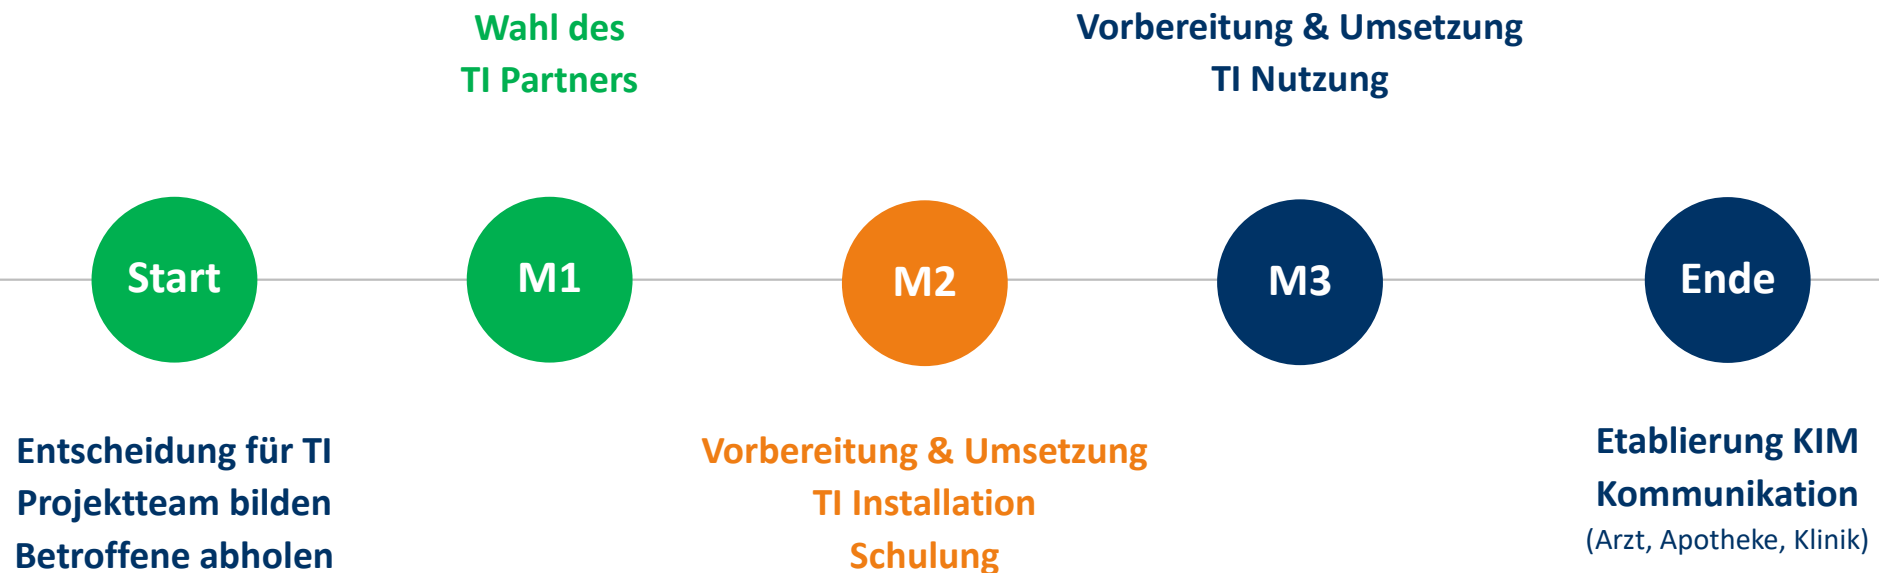 Wahl des
TI Partners
Vorbereitung & Umsetzung
TI Nutzung
Start
M1
M2
M3
Ende
Entscheidung für TI
Projektteam bilden
Betroffene abholen
Vorbereitung & Umsetzung
TI Installation
Schulung
Etablierung KIM
Kommunikation
(Arzt, Apotheke, Klinik)